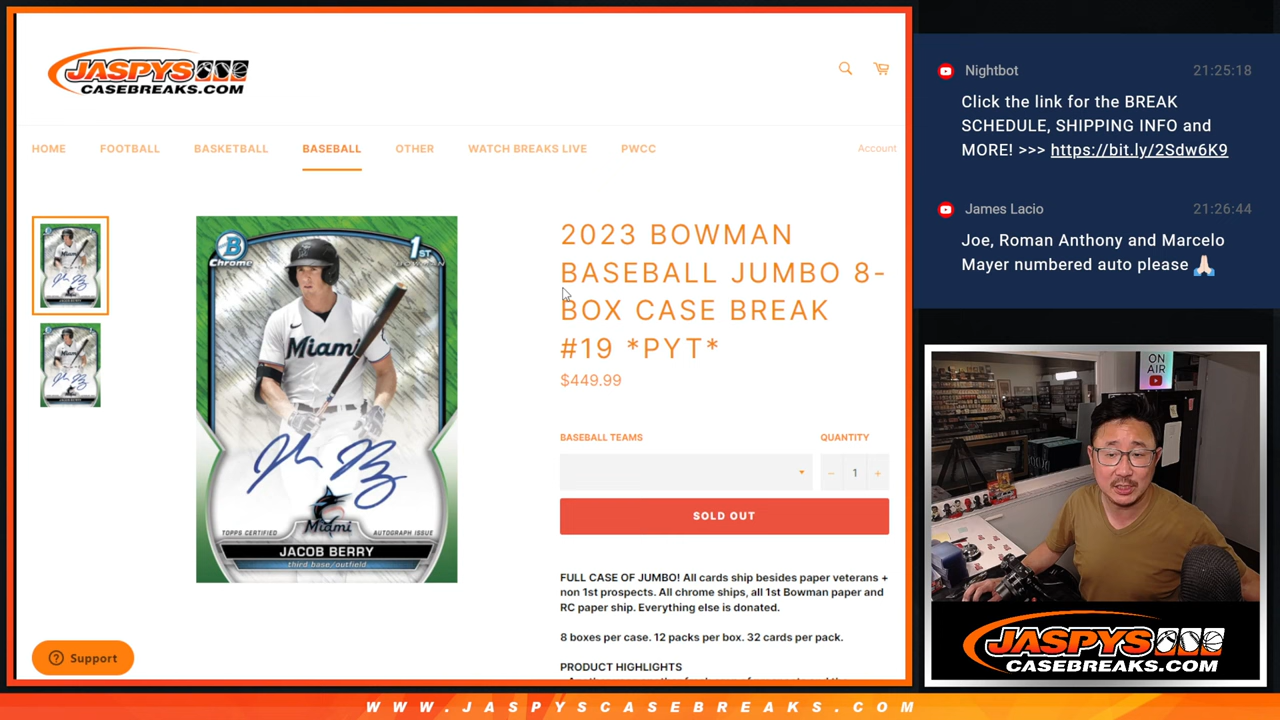 JASPYS
CASEBREAKS.COM
HOME
FOOTBALL
BASKETBALL
BASEBALL
OTHER
WATCH BREAKS LIVE
PWCC
Account
B
Chrome
1ST
Miami
TOPPS CERTIFIED
Miami
AUTOGRAPH ISSUE
JACOB BERRY
third base/outfield
2023 BOWMAN
BASEBALL JUMBO 8-
BOX CASE BREAK
#19 *PYT*
$449.99
BASEBALL TEAMS
QUANTITY
− 1 +
SOLD OUT
FULL CASE OF JUMBO! All cards ship besides paper veterans +
non 1st prospects. All chrome ships, all 1st Bowman paper and
RC paper ship. Everything else is donated.
8 boxes per case. 12 packs per box. 32 cards per pack.
PRODUCT HIGHLIGHTS
Support
Nightbot
21:25:18
Click the link for the BREAK
SCHEDULE, SHIPPING INFO and
MORE! >>> https://bit.ly/2Sdw6K9
James Lacio
21:26:44
Joe, Roman Anthony and Marcelo
Mayer numbered auto please 🙏🏻
ON
AIR
JASPYS
CASEBREAKS.COM
WWW.JASPYSCASEBREAKS.COM